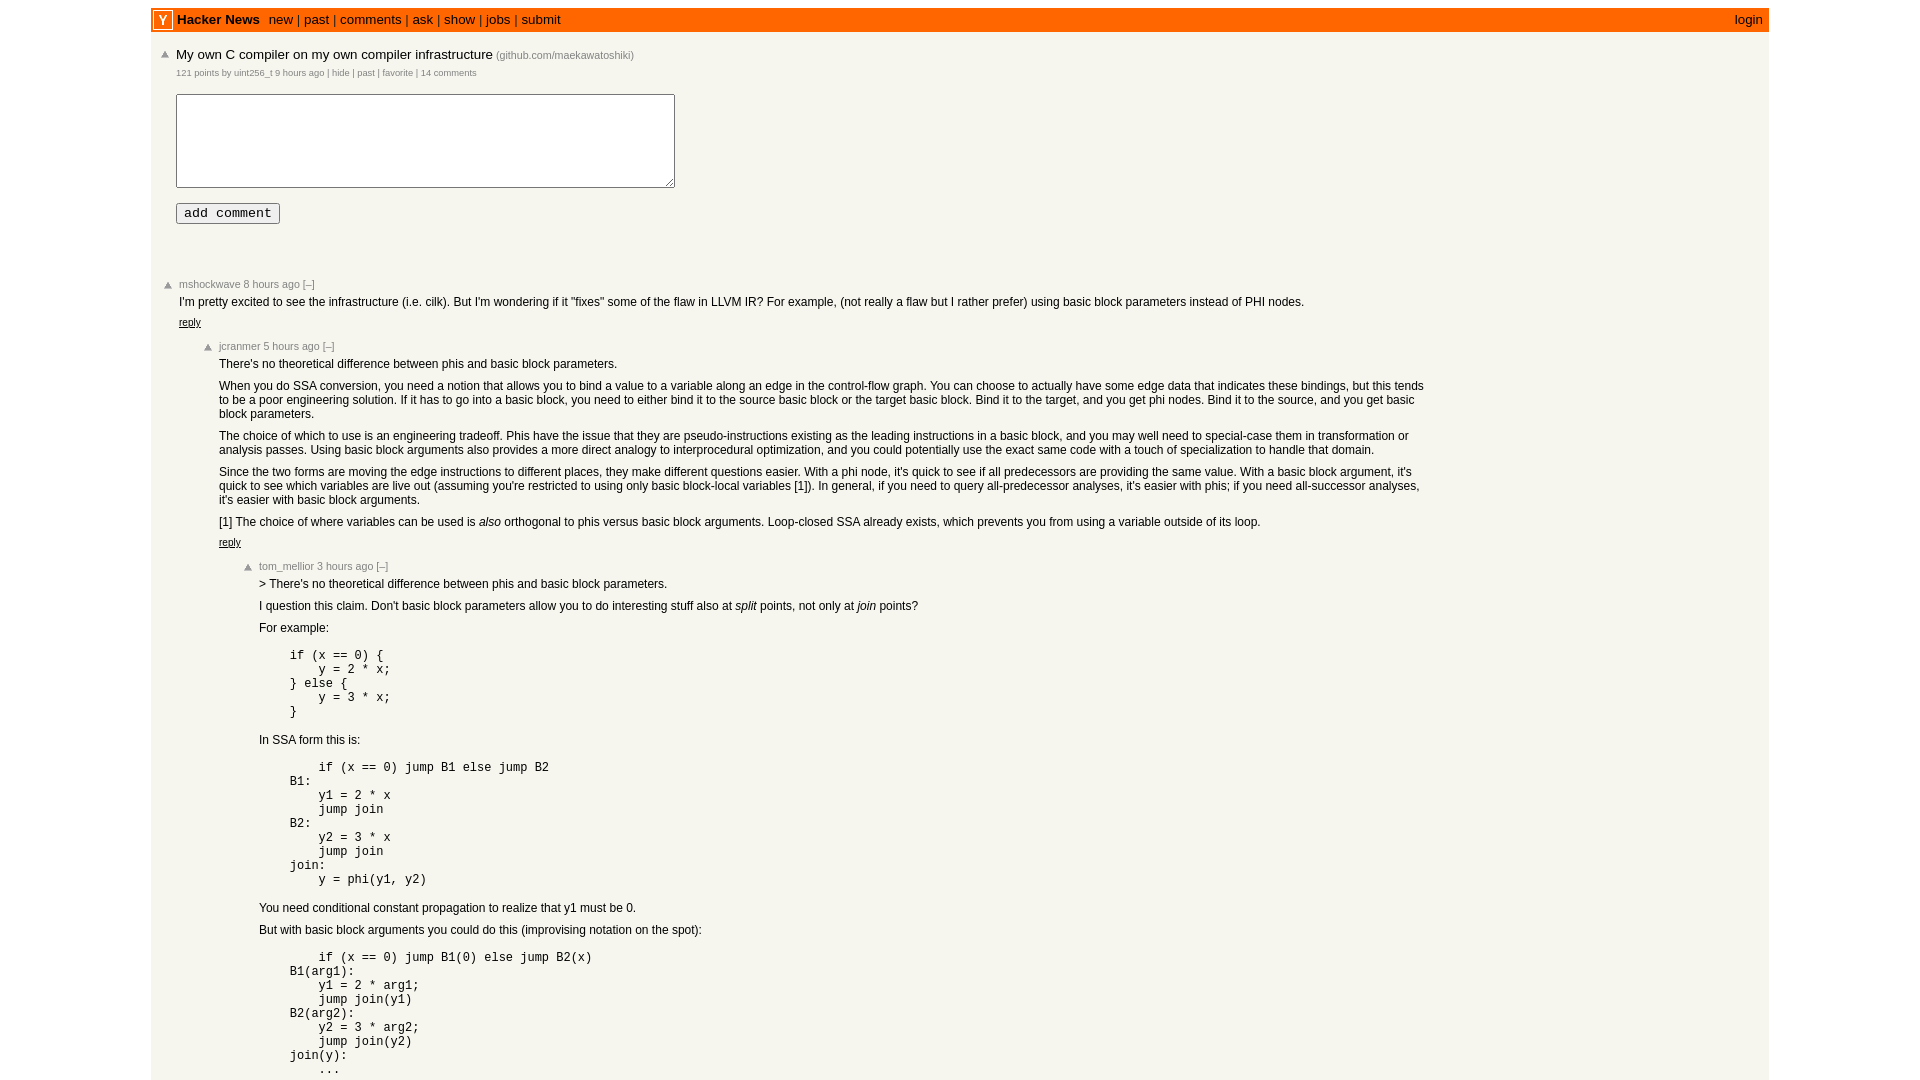 Y Hacker News new | past | comments | ask | show | jobs | submit login
My own C compiler on my own compiler infrastructure (github.com/maekawatoshiki)
121 points by uint256_t 9 hours ago | hide | past | favorite | 14 comments
add comment
mshockwave 8 hours ago [–]
I'm pretty excited to see the infrastructure (i.e. cilk). But I'm wondering if it "fixes" some of the flaw in LLVM IR? For example, (not really a flaw but I rather prefer) using basic block parameters instead of PHI nodes.
reply
jcranmer 5 hours ago [–]
There's no theoretical difference between phis and basic block parameters.
When you do SSA conversion, you need a notion that allows you to bind a value to a variable along an edge in the control-flow graph. You can choose to actually have some edge data that indicates these bindings, but this tends
to be a poor engineering solution. If it has to go into a basic block, you need to either bind it to the source basic block or the target basic block. Bind it to the target, and you get phi nodes. Bind it to the source, and you get basic
block parameters.
The choice of which to use is an engineering tradeoff. Phis have the issue that they are pseudo-instructions existing as the leading instructions in a basic block, and you may well need to special-case them in transformation or
analysis passes. Using basic block arguments also provides a more direct analogy to interprocedural optimization, and you could potentially use the exact same code with a touch of specialization to handle that domain.
Since the two forms are moving the edge instructions to different places, they make different questions easier. With a phi node, it's quick to see if all predecessors are providing the same value. With a basic block argument, it's
quick to see which variables are live out (assuming you're restricted to using only basic block-local variables [1]). In general, if you need to query all-predecessor analyses, it's easier with phis; if you need all-successor analyses,
it's easier with basic block arguments.
[1] The choice of where variables can be used is also orthogonal to phis versus basic block arguments. Loop-closed SSA already exists, which prevents you from using a variable outside of its loop.
reply
tom_mellior 3 hours ago [–]
> There's no theoretical difference between phis and basic block parameters.
I question this claim. Don't basic block parameters allow you to do interesting stuff also at split points, not only at join points?
For example:
if (x == 0) {
y = 2 * x;
} else {
y = 3 * x;
}
In SSA form this is:
if (x == 0) jump B1 else jump B2
B1:
y1 = 2 * x
jump join
B2:
y2 = 3 * x
jump join
join:
y = phi(y1, y2)
You need conditional constant propagation to realize that y1 must be 0.
But with basic block arguments you could do this (improvising notation on the spot):
if (x == 0) jump B1(0) else jump B2(x)
B1(arg1):
y1 = 2 * arg1;
jump join(y1)
B2(arg2):
y2 = 3 * arg2;
jump join(y2)
join(y):
...